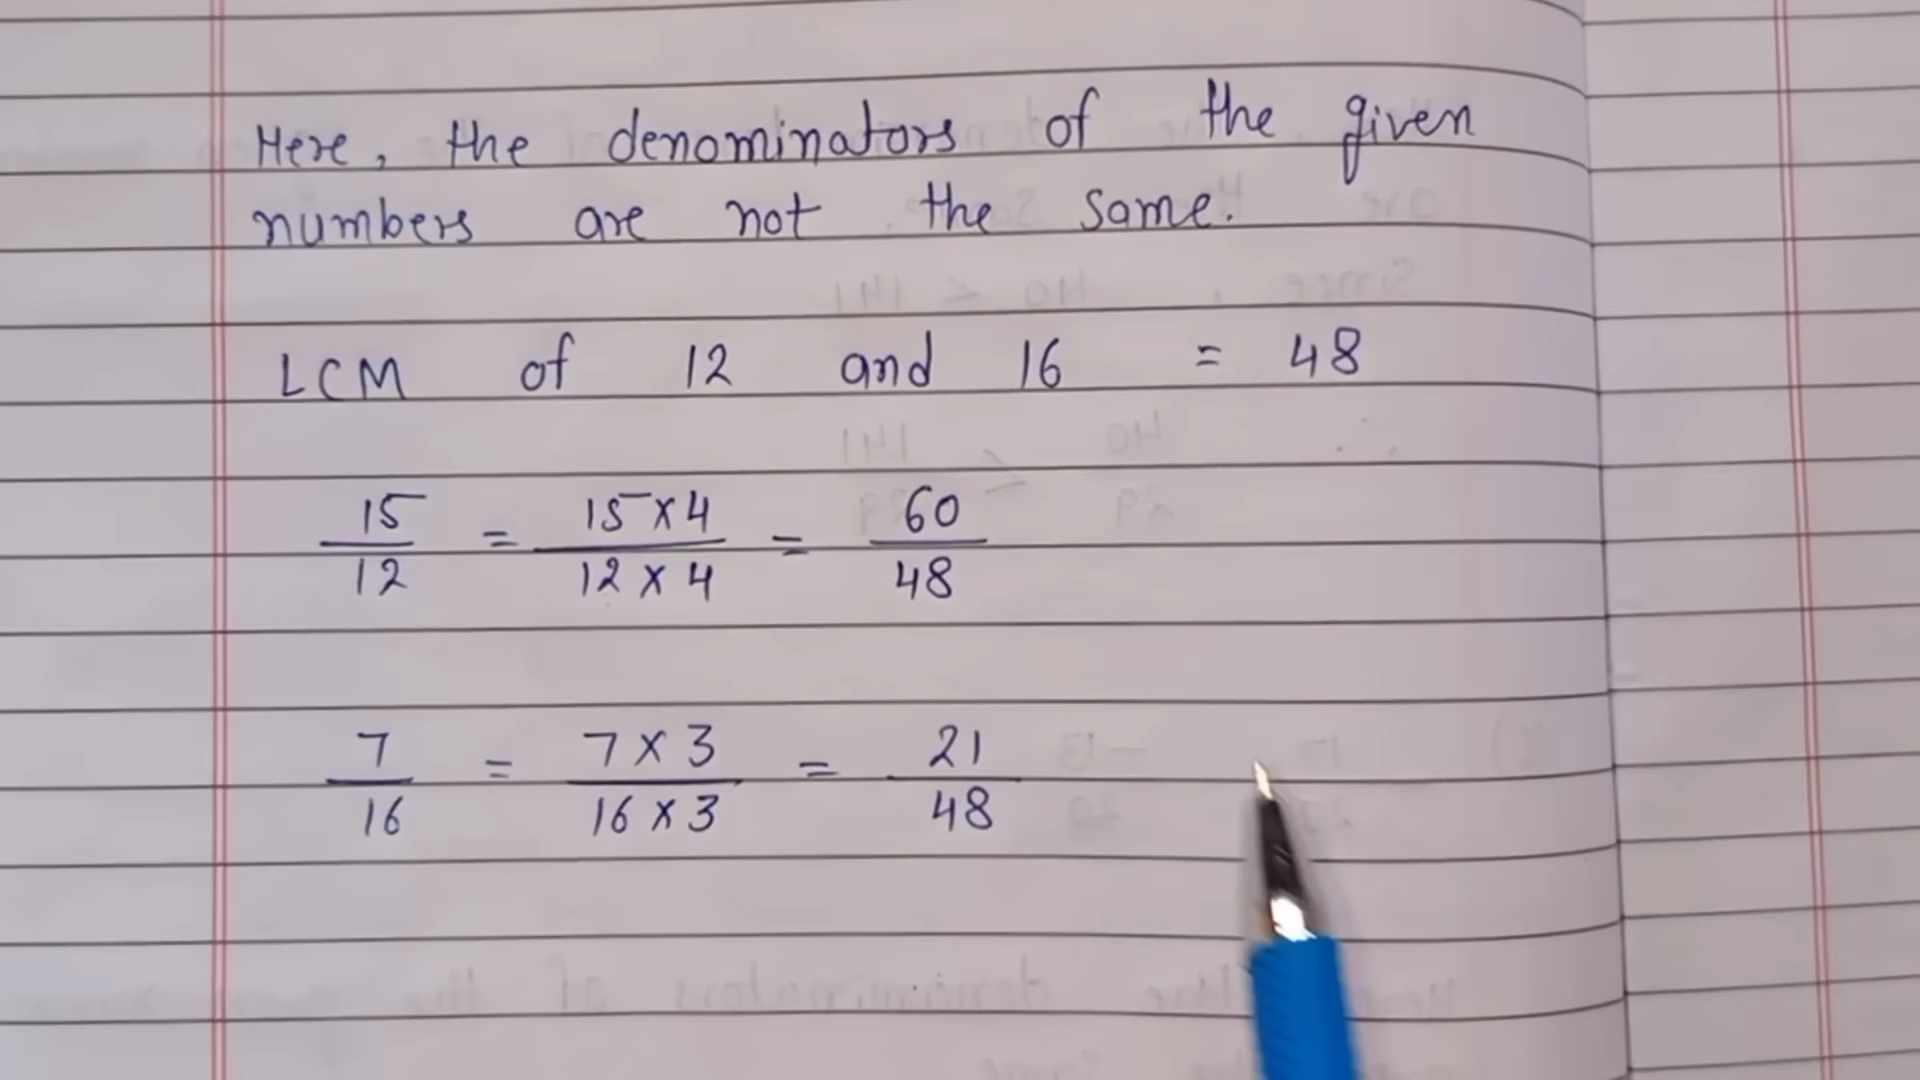 Here, the denominators of the given
numbers are not the same.
LCM of 12 and 16 = 48
15/12 = 15×4/12×4 = 60/48
7/16 = 7×3/16×3 = 21/48